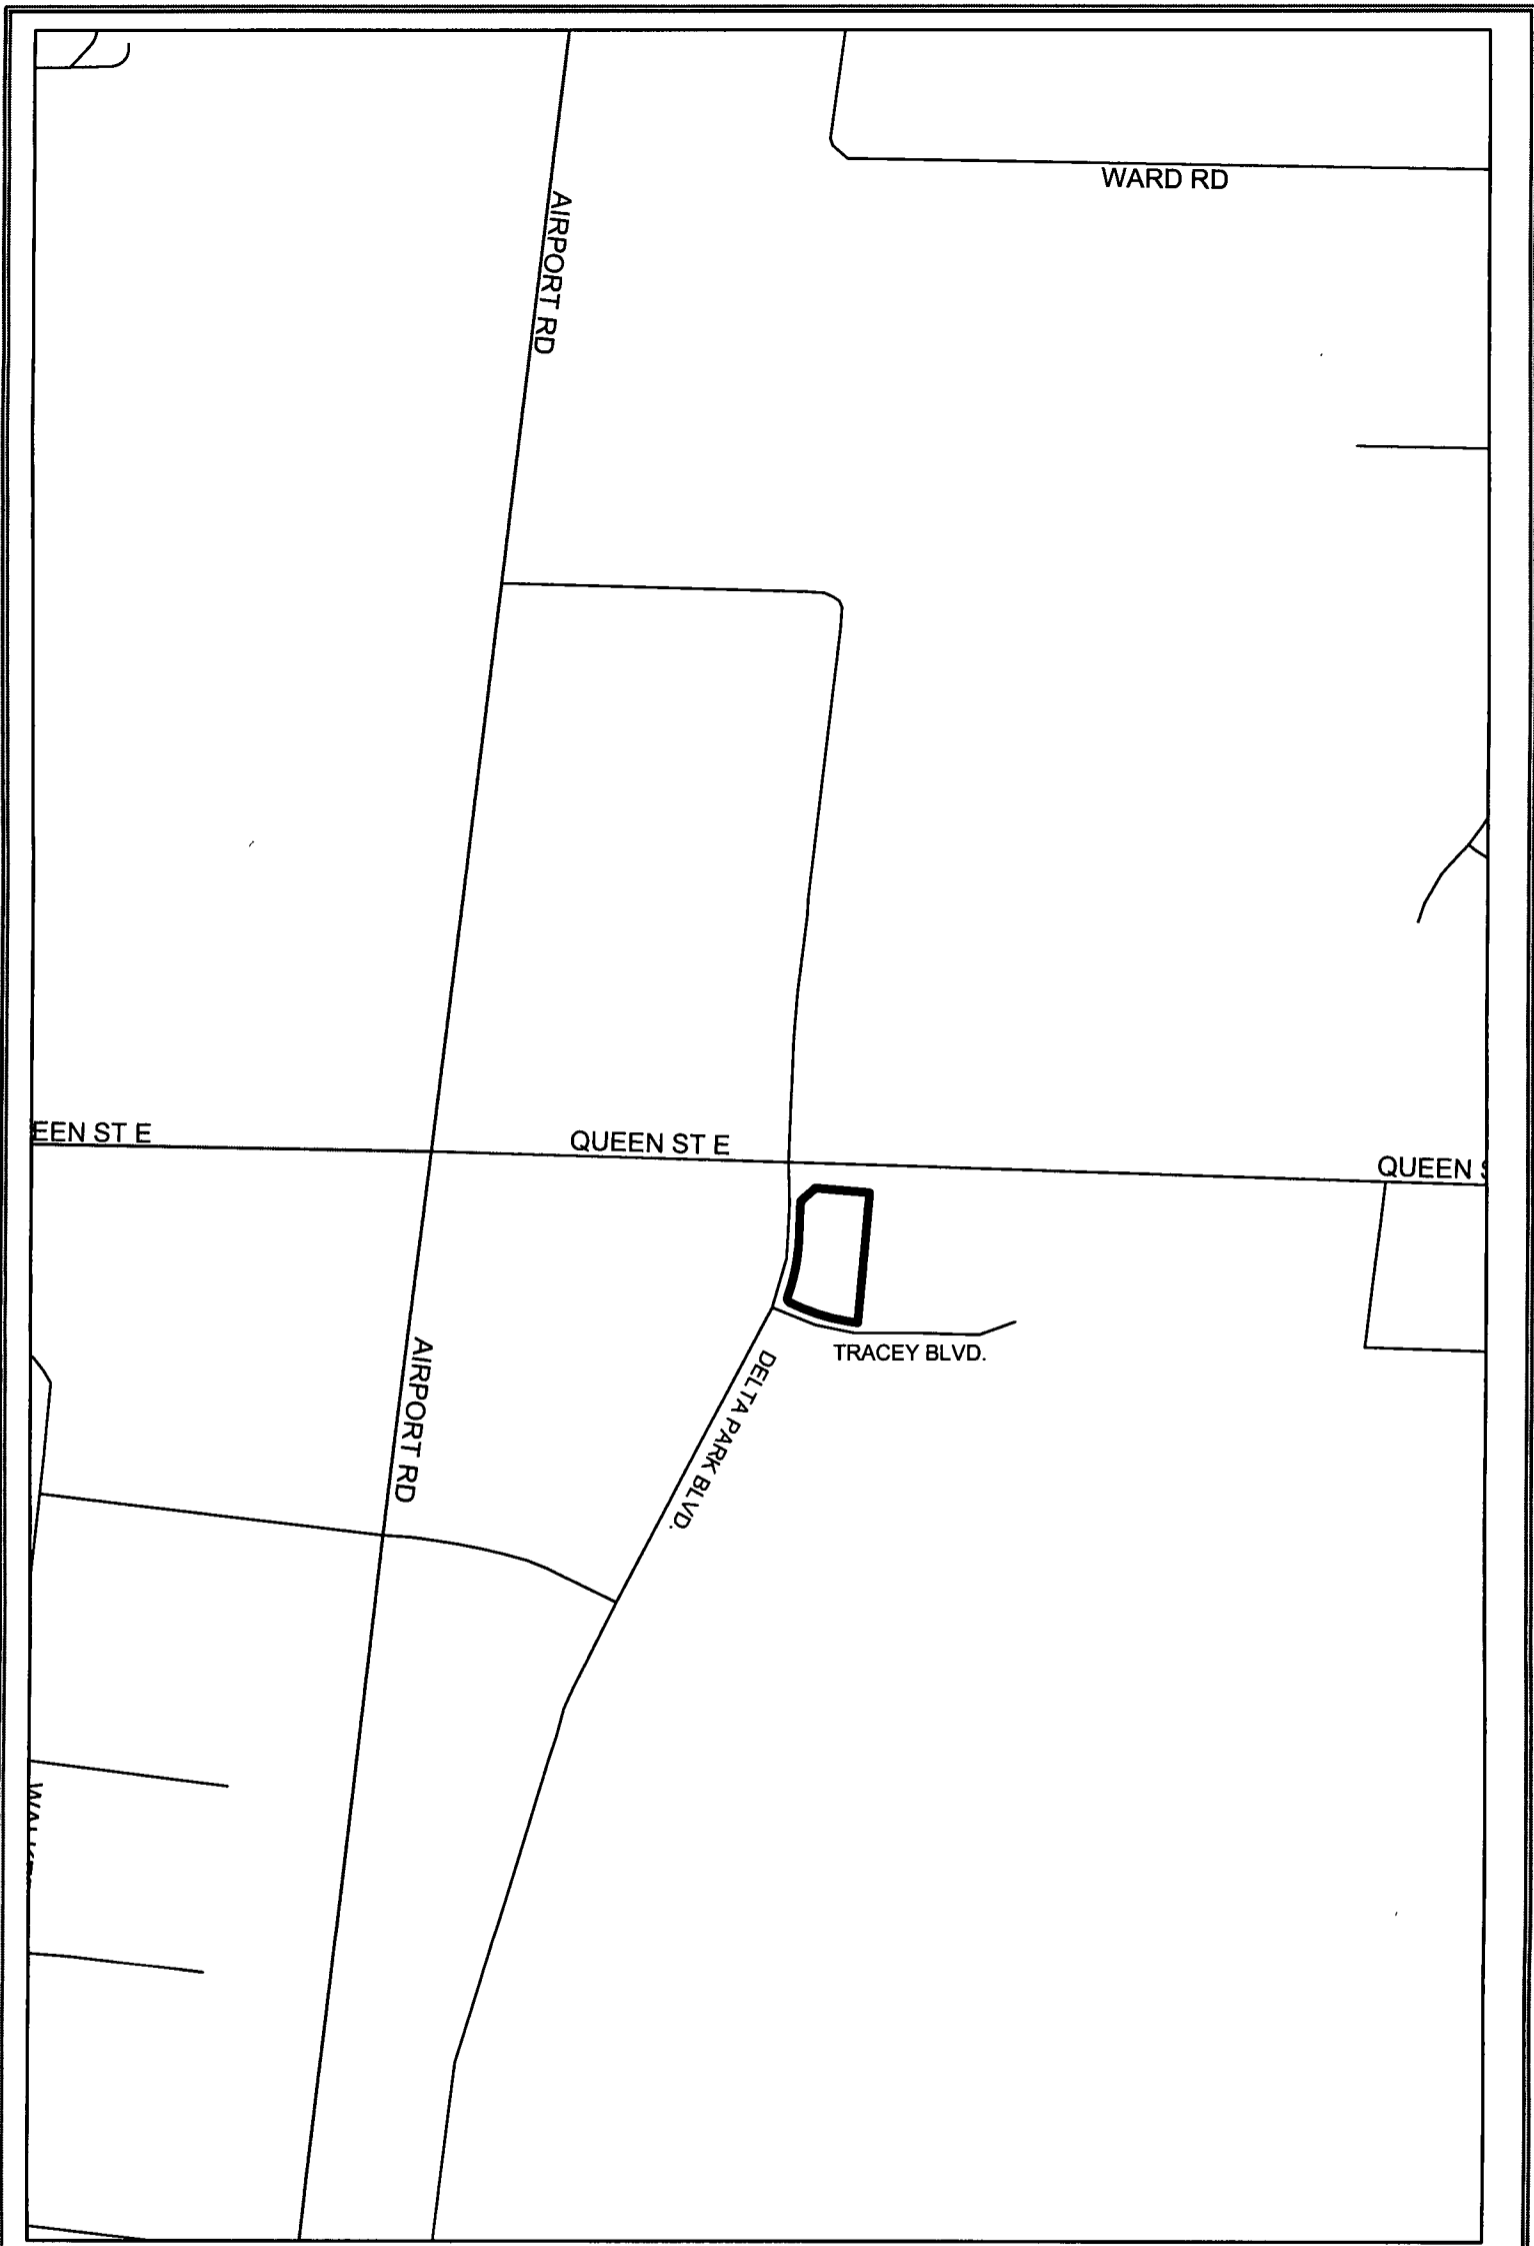 WARD RD
AIRPORT RD
EEN ST E
QUEEN ST E
QUEEN
TRACEY BLVD.
DELTA PARK BLVD.
AIRPORT RD